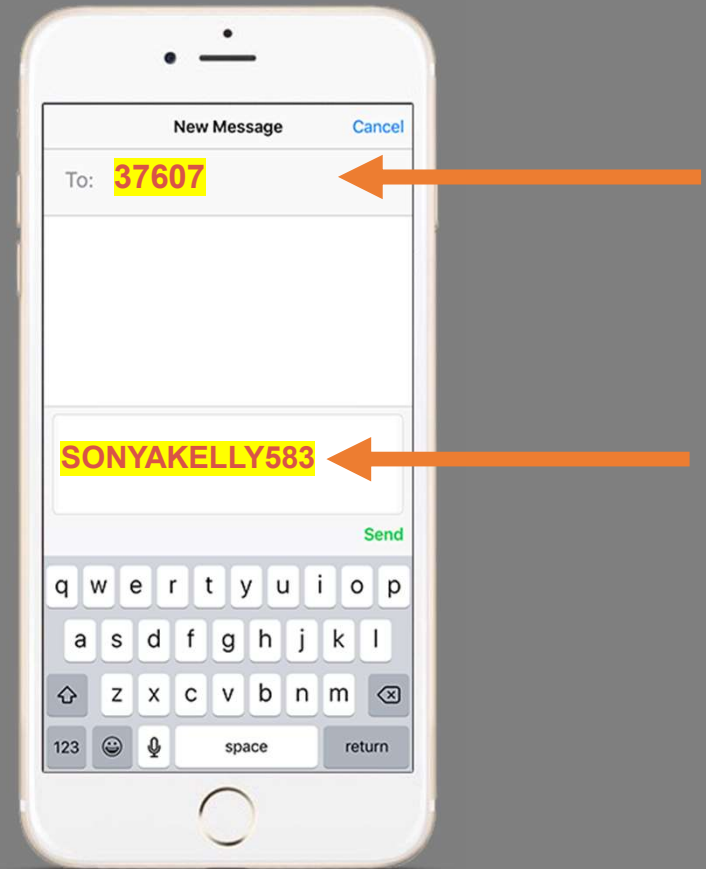 New Message Cancel
To: 37607
SONYAKELLY583
Send
q w e r t y u i o p
a s d f g h j k l
z x c v b n m
123 space return